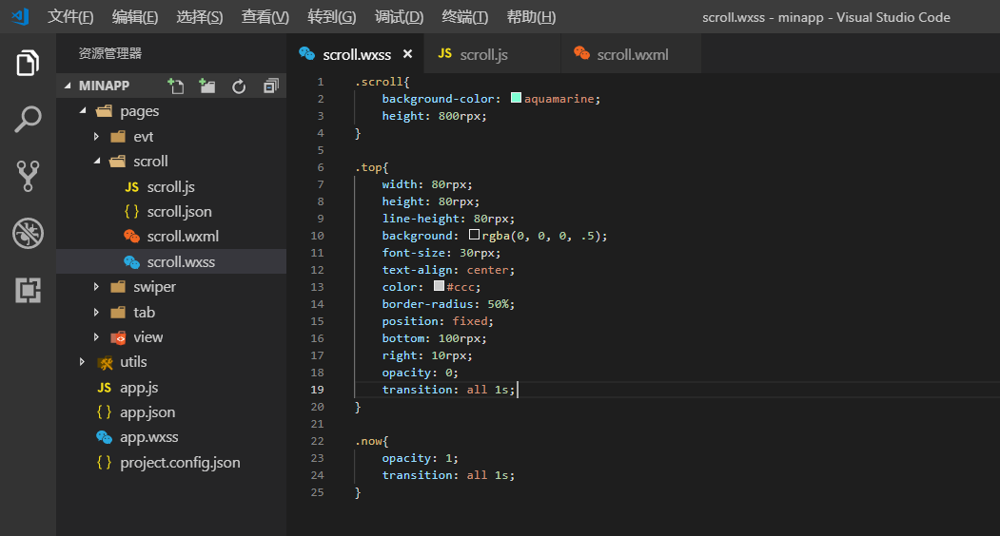 文件(F) 编辑(E) 选择(S) 查看(V) 转到(G) 调试(D) 终端(T) 帮助(H) scroll.wxss - minapp - Visual Studio Code
资源管理器
MINAPP
pages
evt
scroll
JS scroll.js
{ } scroll.json
scroll.wxml
scroll.wxss
swiper
tab
view
utils
JS app.js
{ } app.json
app.wxss
{ } project.config.json
scroll.wxss × JS scroll.js scroll.wxml
1 .scroll{
2 background-color: aquamarine;
3 height: 800rpx;
4 }
5
6 .top{
7 width: 80rpx;
8 height: 80rpx;
9 line-height: 80rpx;
10 background: rgba(0, 0, 0, .5);
11 font-size: 30rpx;
12 text-align: center;
13 color: #ccc;
14 border-radius: 50%;
15 position: fixed;
16 bottom: 100rpx;
17 right: 10rpx;
18 opacity: 0;
19 transition: all 1s;
20 }
21
22 .now{
23 opacity: 1;
24 transition: all 1s;
25 }